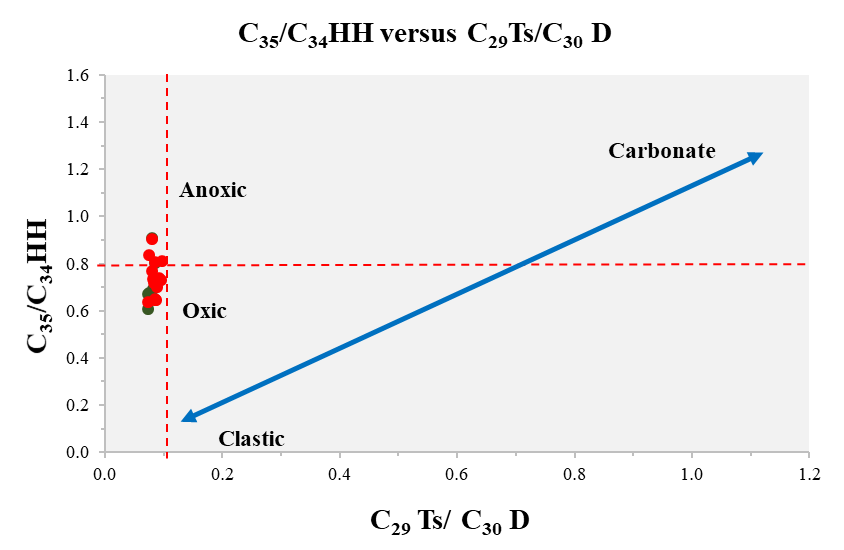 C₃₅/C₃₄HH versus C₂₉Ts/C₃₀ D
1.6
1.4
1.2
1.0
0.8
0.6
0.4
0.2
0.0
C₃₅/C₃₄HH
Carbonate
Anoxic
Oxic
Clastic
0.0 0.2 0.4 0.6 0.8 1.0 1.2
C₂₉ Ts/ C₃₀ D